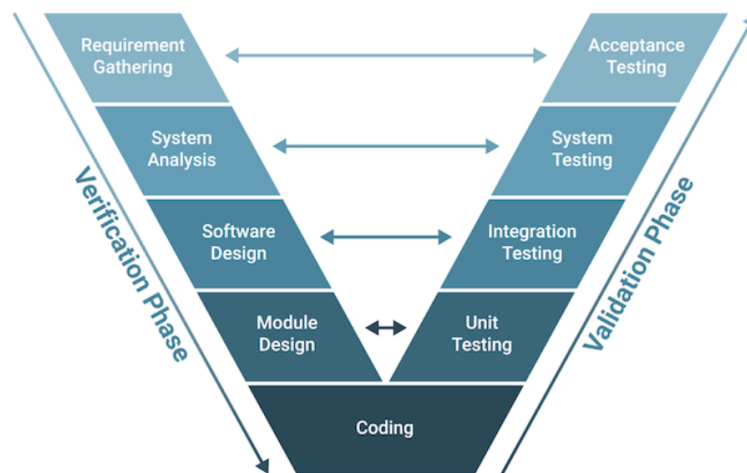 Requirement
Gathering
Acceptance
Testing
System
Analysis
System
Testing
Verification Phase
Software
Design
Integration
Testing
Validation Phase
Module
Design
Unit
Testing
Coding